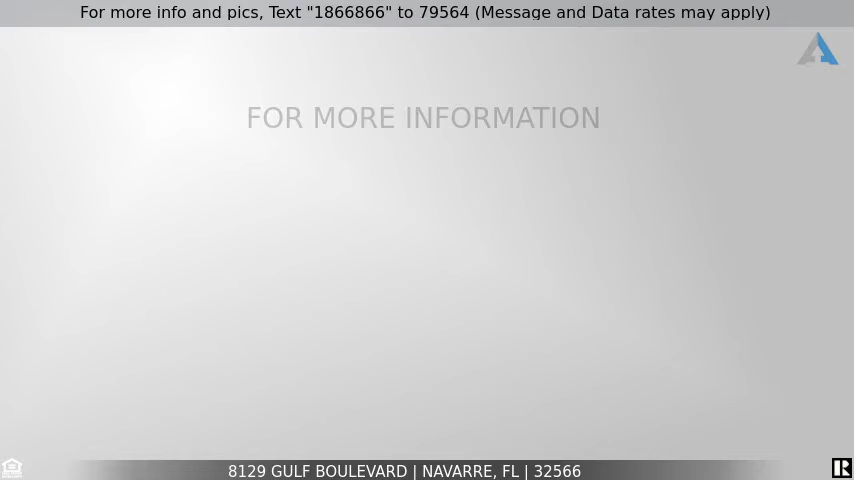 For more info and pics, Text "1866866" to 79564 (Message and Data rates may apply)
FOR MORE INFORMATION
8129 GULF BOULEVARD | NAVARRE, FL | 32566